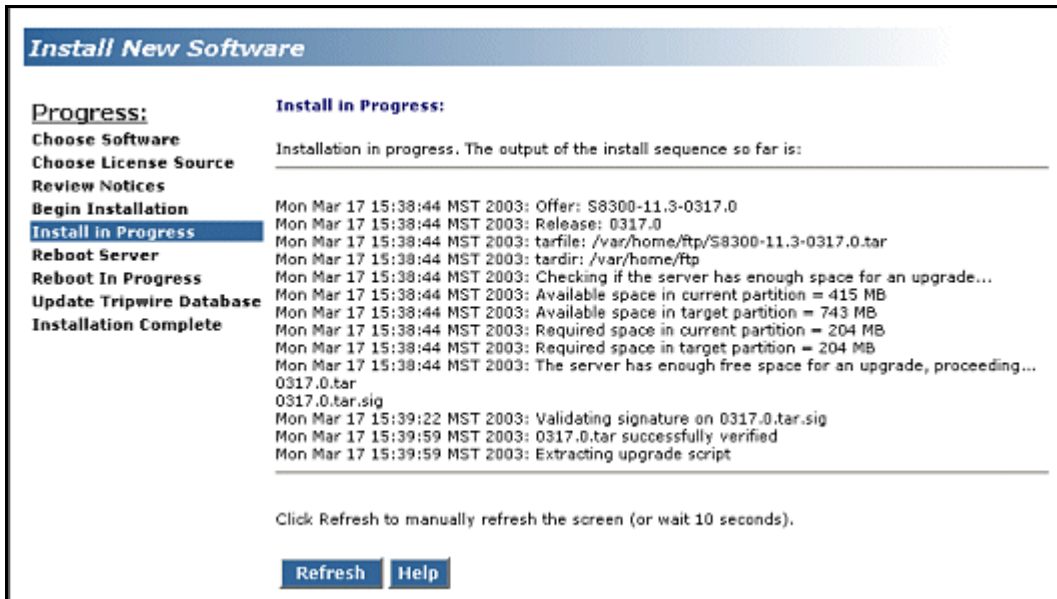 Install New Software
Progress:
Choose Software
Choose License Source
Review Notices
Begin Installation
Install in Progress
Reboot Server
Reboot In Progress
Update Tripwire Database
Installation Complete
Install in Progress:
Installation in progress. The output of the install sequence so far is:
Mon Mar 17 15:38:44 MST 2003: Offer: S8300-11.3-0317.0
Mon Mar 17 15:38:44 MST 2003: Release: 0317.0
Mon Mar 17 15:38:44 MST 2003: tarfile: /var/home/ftp/S8300-11.3-0317.0.tar
Mon Mar 17 15:38:44 MST 2003: tardir: /var/home/ftp
Mon Mar 17 15:38:44 MST 2003: Checking if the server has enough space for an upgrade...
Mon Mar 17 15:38:44 MST 2003: Available space in current partition = 415 MB
Mon Mar 17 15:38:44 MST 2003: Available space in target partition = 743 MB
Mon Mar 17 15:38:44 MST 2003: Required space in current partition = 204 MB
Mon Mar 17 15:38:44 MST 2003: Required space in target partition = 204 MB
Mon Mar 17 15:38:44 MST 2003: The server has enough free space for an upgrade, proceeding...
0317.0.tar
0317.0.tar.sig
Mon Mar 17 15:39:22 MST 2003: Validating signature on 0317.0.tar.sig
Mon Mar 17 15:39:59 MST 2003: 0317.0.tar successfully verified
Mon Mar 17 15:39:59 MST 2003: Extracting upgrade script
Click Refresh to manually refresh the screen (or wait 10 seconds).
Refresh Help